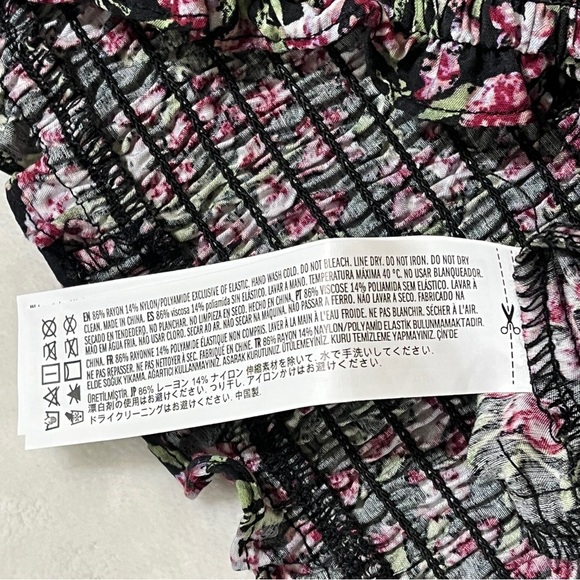 EN 86% RAYON 14% NYLON/POLYAMIDE EXCLUSIVE OF ELASTIC. HAND WASH COLD. DO NOT BLEACH. LINE DRY. DO NOT IRON. DO NOT DRY
CLEAN. MADE IN CHINA. ES 86% viscosa 14% poliamida SIN ELÁSTICO. LAVAR A MANO. TEMPERATURA MÁXIMA 40 °C. NO USAR BLANQUEADOR.
SECADO EN TENDEDERO. NO PLANCHAR. NO LIMPIEZA EN SECO. HECHO EN CHINA. PT 86% VISCOSE 14% POLIAMIDA SEM ELÁSTICO. LAVAR À
MÃO EM ÁGUA FRIA. NÃO USAR CLORO. SECAR AO AR. NÃO PASSAR A FERRO. NÃO LAVAR A SECO. FABRICADO NA
CHINA. FR 86% RAYONNE 14% POLYAMIDE ÉLASTIQUE NON COMPRIS. LAVER À LA MAIN À L'EAU FROIDE. NE PAS BLANCHIR. SÉCHER À L'AIR.
NE PAS REPASSER. NE PAS NETTOYER À SEC. FABRIQUÉ EN CHINE. TR 86% RAYON 14% NAYLON/POLYAMİD ELASTİK BULUNMAMAKTADIR.
ELDE SOĞUK YIKAMA. AĞARTICI KULLANMAYINIZ. ASARAK KURUTUNUZ. ÜTÜLEMEYİNİZ. KURU TEMİZLEME YAPMAYINIZ. ÇİN'DE
ÜRETİLMİŞTİR. JP 86% レーヨン 14% ナイロン 伸縮素材を除いて. 水で手洗いしてください.
漂白剤の使用はお避けください. つり干し. アイロンがけはお避けください.
ドライクリーニングはお避けください. 中国製.